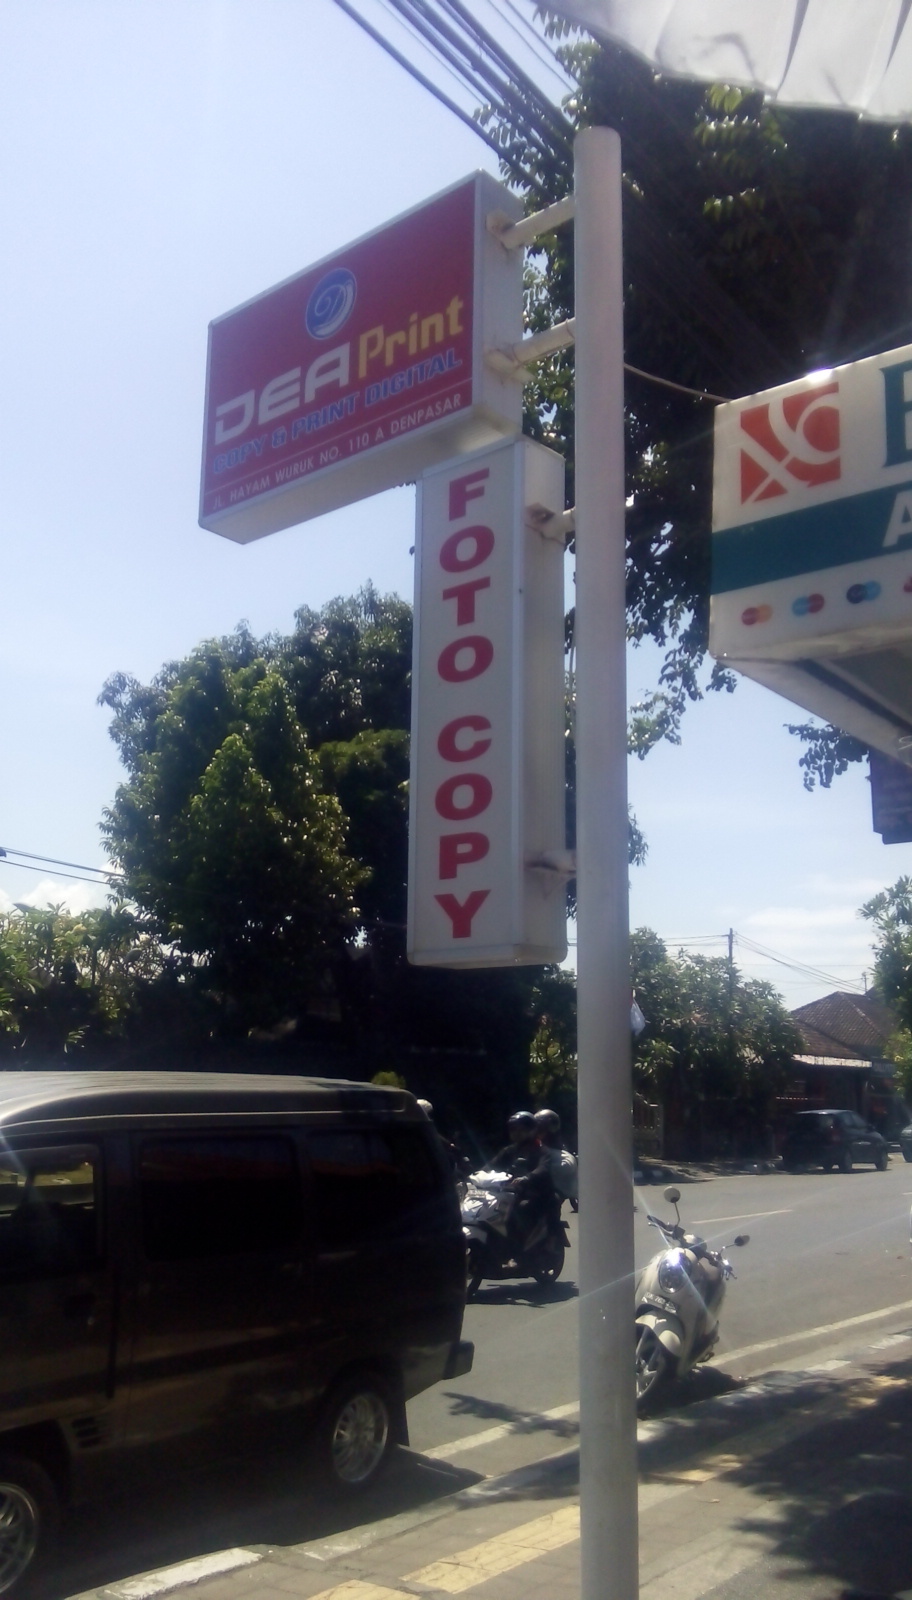 DEA Print
COPY & PRINT DIGITAL
JL. HAYAM WURUK NO. 110 A DENPASAR
FOTO COPY